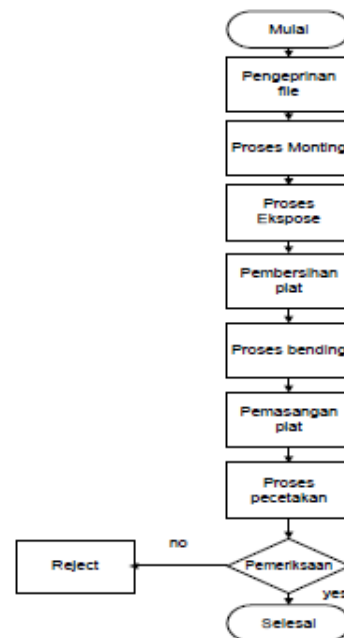 Mulai
Pengeprinan
file
Proses Monting
Proses
Ekspose
Pembersihan
plat
Proses bending
Pemasangan
plat
Proses
pecetakan
no
Reject
Pemeriksaan
yes
Selesai